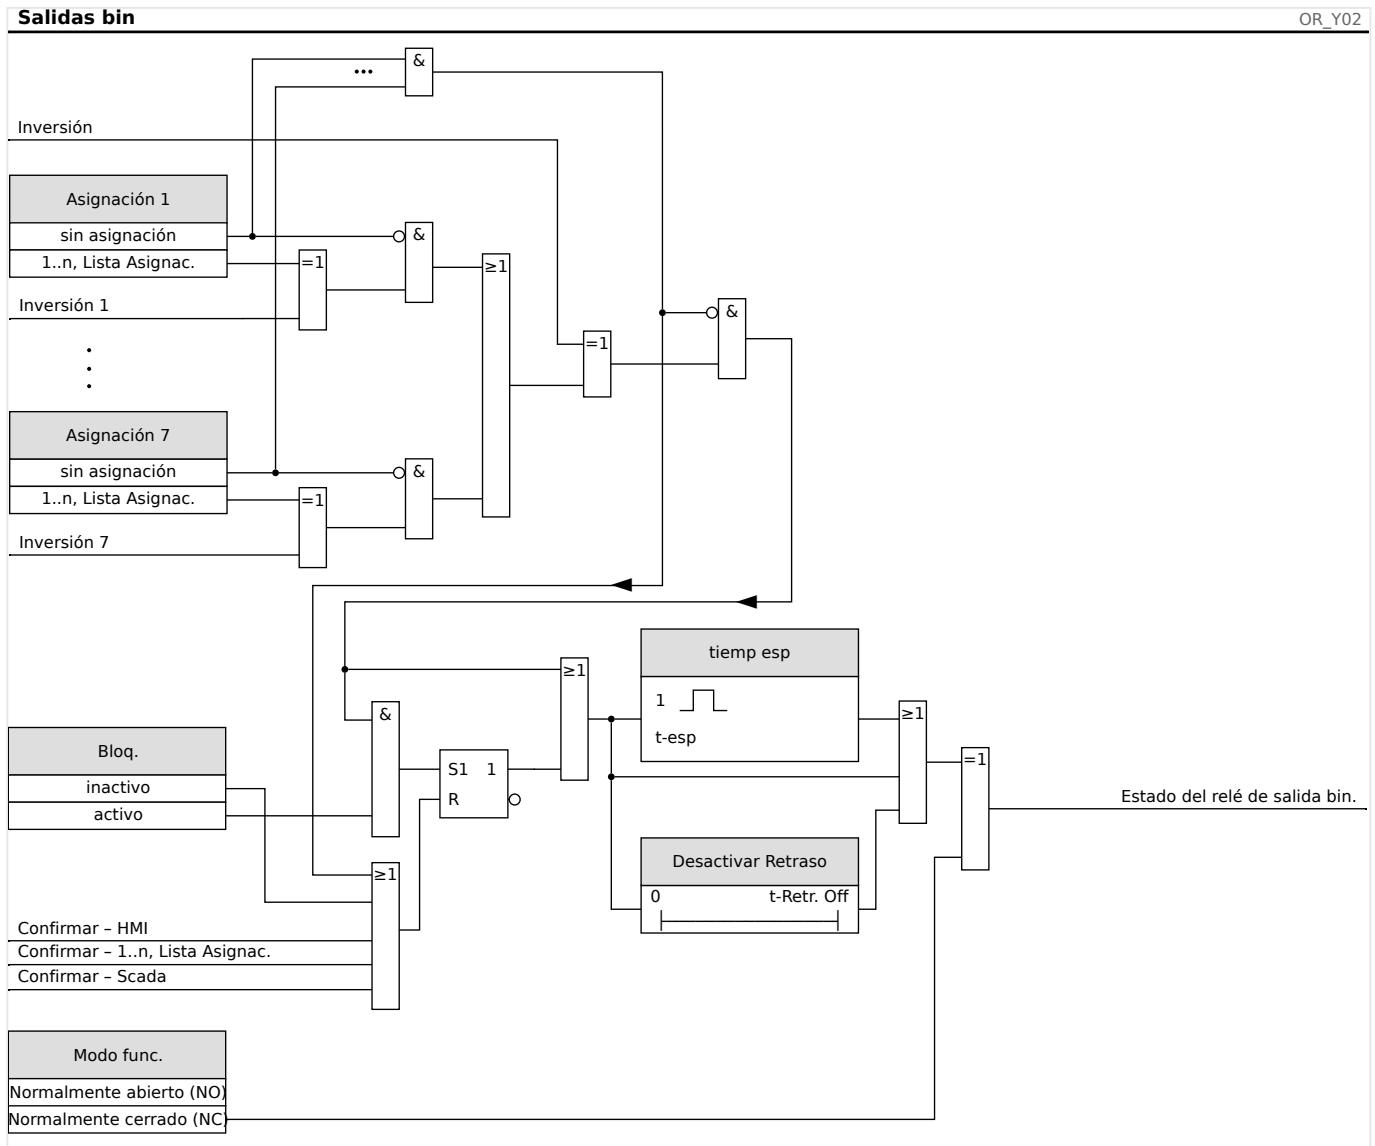 Salidas bin
OR_Y02
&
...
Inversión
Asignación 1
sin asignación
&
1..n, Lista Asignac.
=1
≥1
Inversión 1
&
=1
Asignación 7
sin asignación
&
1..n, Lista Asignac.
=1
Inversión 7
tiemp esp
≥1
1
t-esp
&
≥1
Bloq.
=1
S1 1
inactivo
R
Estado del relé de salida bin.
activo
Desactivar Retraso
≥1
0 t-Retr. Off
Confirmar – HMI
Confirmar – 1..n, Lista Asignac.
Confirmar – Scada
Modo func.
Normalmente abierto (NO)
Normalmente cerrado (NC)